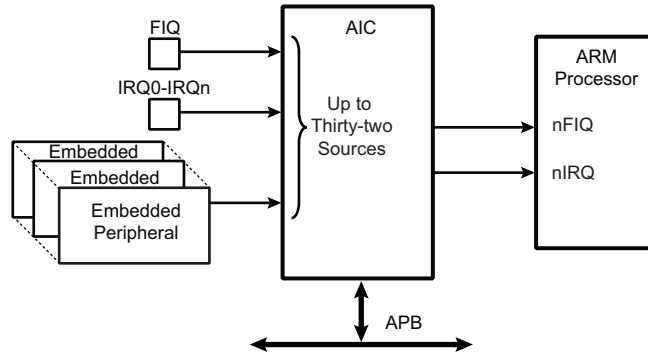 FIQ
IRQ0-IRQn
Embedded
Embedded
Embedded
Peripheral
AIC
Up to
Thirty-two
Sources
ARM
Processor
nFIQ
nIRQ
APB